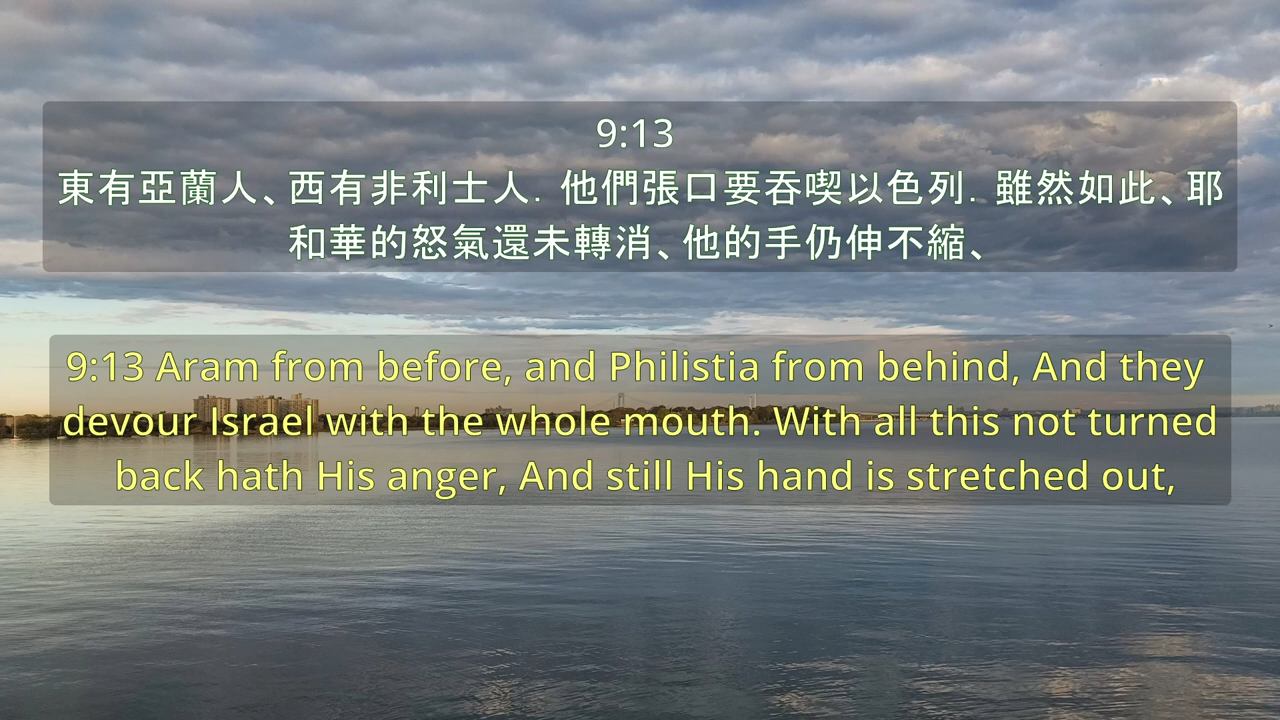 9:13
東有亞蘭人、西有非利士人．他們張口要吞喫以色列．雖然如此、耶
和華的怒氣還未轉消、他的手仍伸不縮、
9:13 Aram from before, and Philistia from behind, And they
devour Israel with the whole mouth. With all this not turned
back hath His anger, And still His hand is stretched out,